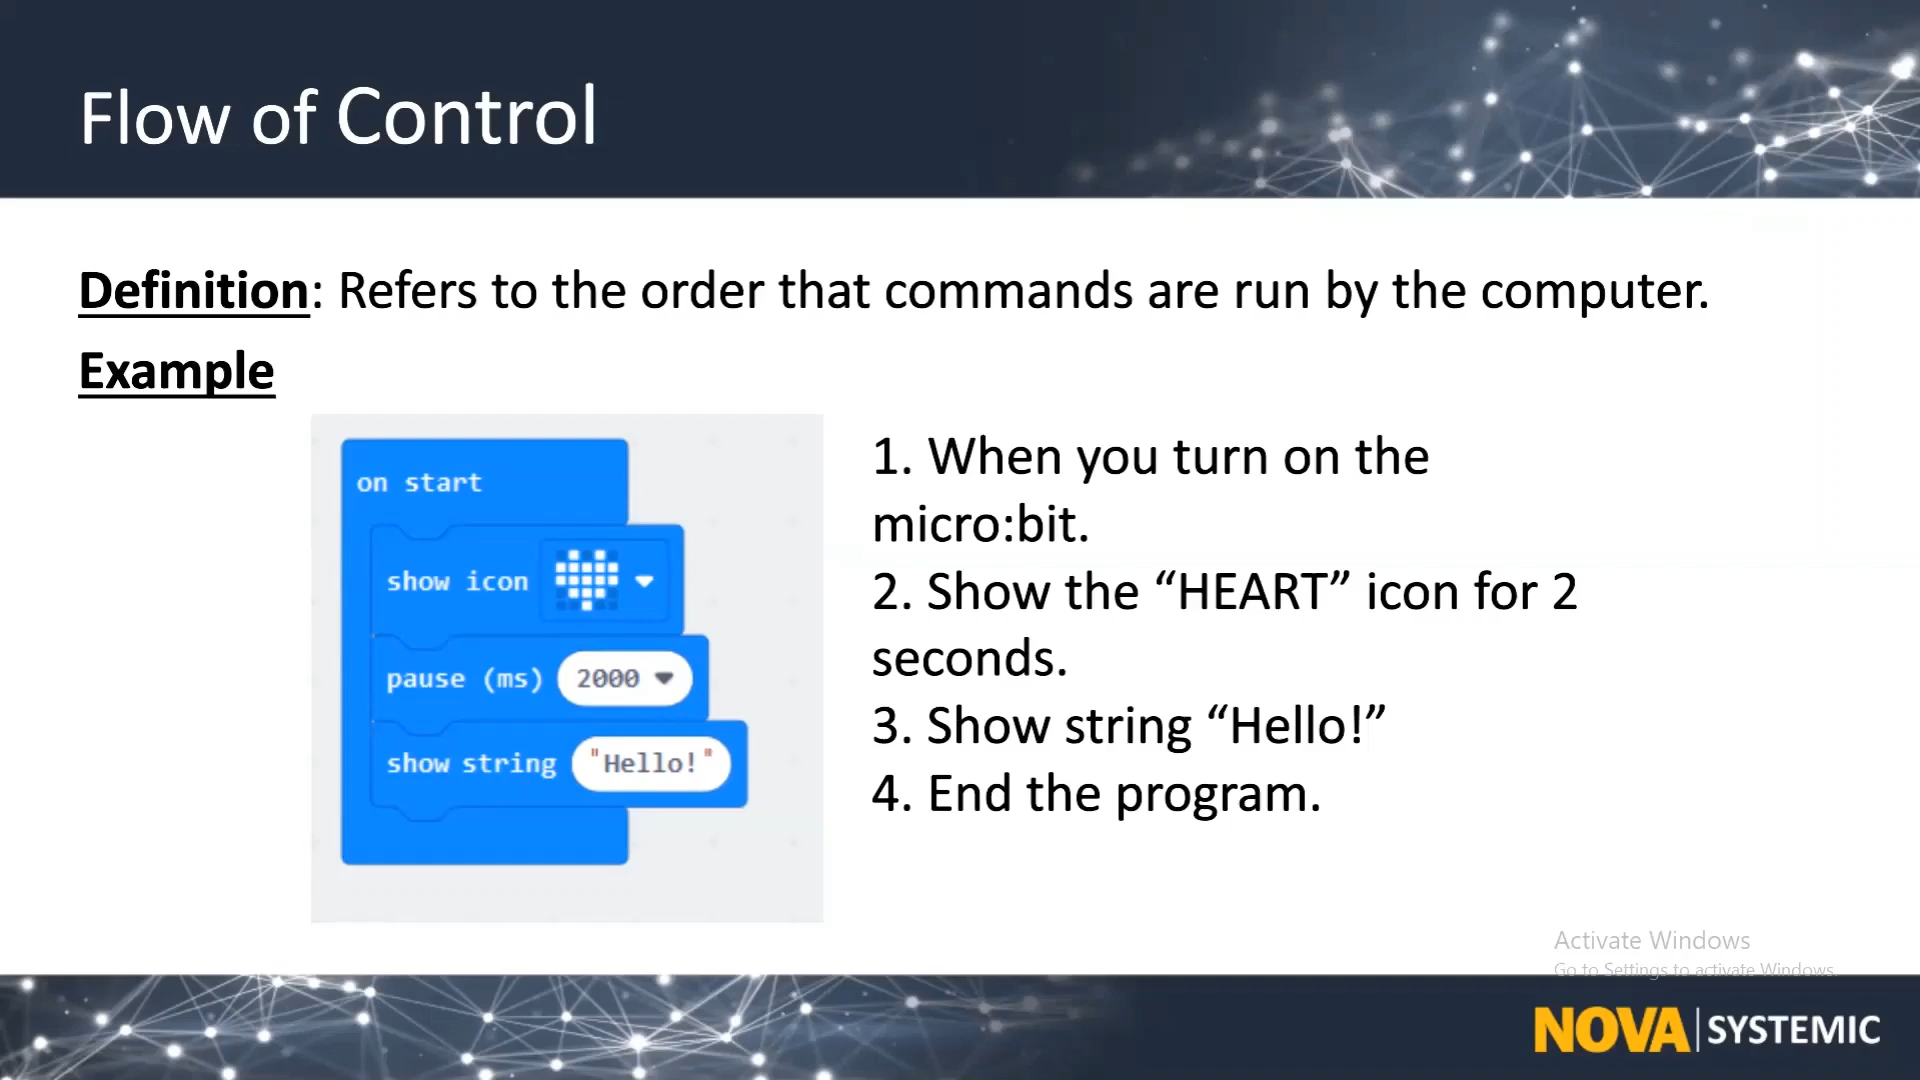 Flow of Control
Definition: Refers to the order that commands are run by the computer.
Example
on start
show icon
pause (ms) 2000
show string "Hello!"
1. When you turn on the
micro:bit.
2. Show the “HEART” icon for 2
seconds.
3. Show string “Hello!”
4. End the program.
Activate Windows
Go to Settings to activate Windows.
NOVA SYSTEMIC